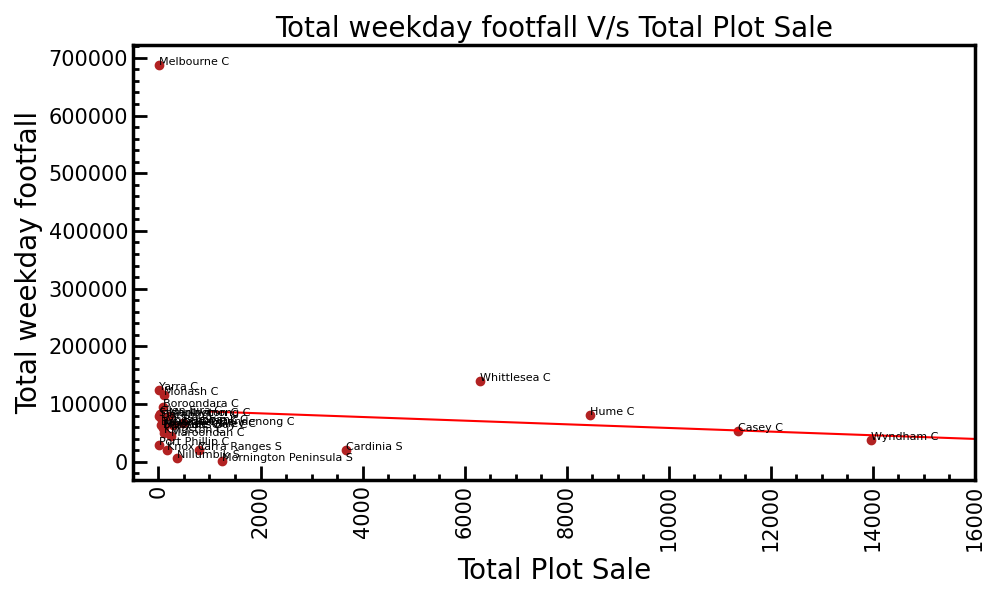 Total weekday footfall V/s Total Plot Sale
Total weekday footfall
700000
600000
500000
400000
300000
200000
100000
0
Melbourne C
Yarra C
Monash C
Boroondara C
Whittlesea C
Hume C
Casey C
Wyndham C
Maroondah C
Port Phillip C
Knox
Yarra Ranges S
Cardinia S
Nillumbik S
Mornington Peninsula S
0
2000
4000
6000
8000
10000
12000
14000
16000
Total Plot Sale